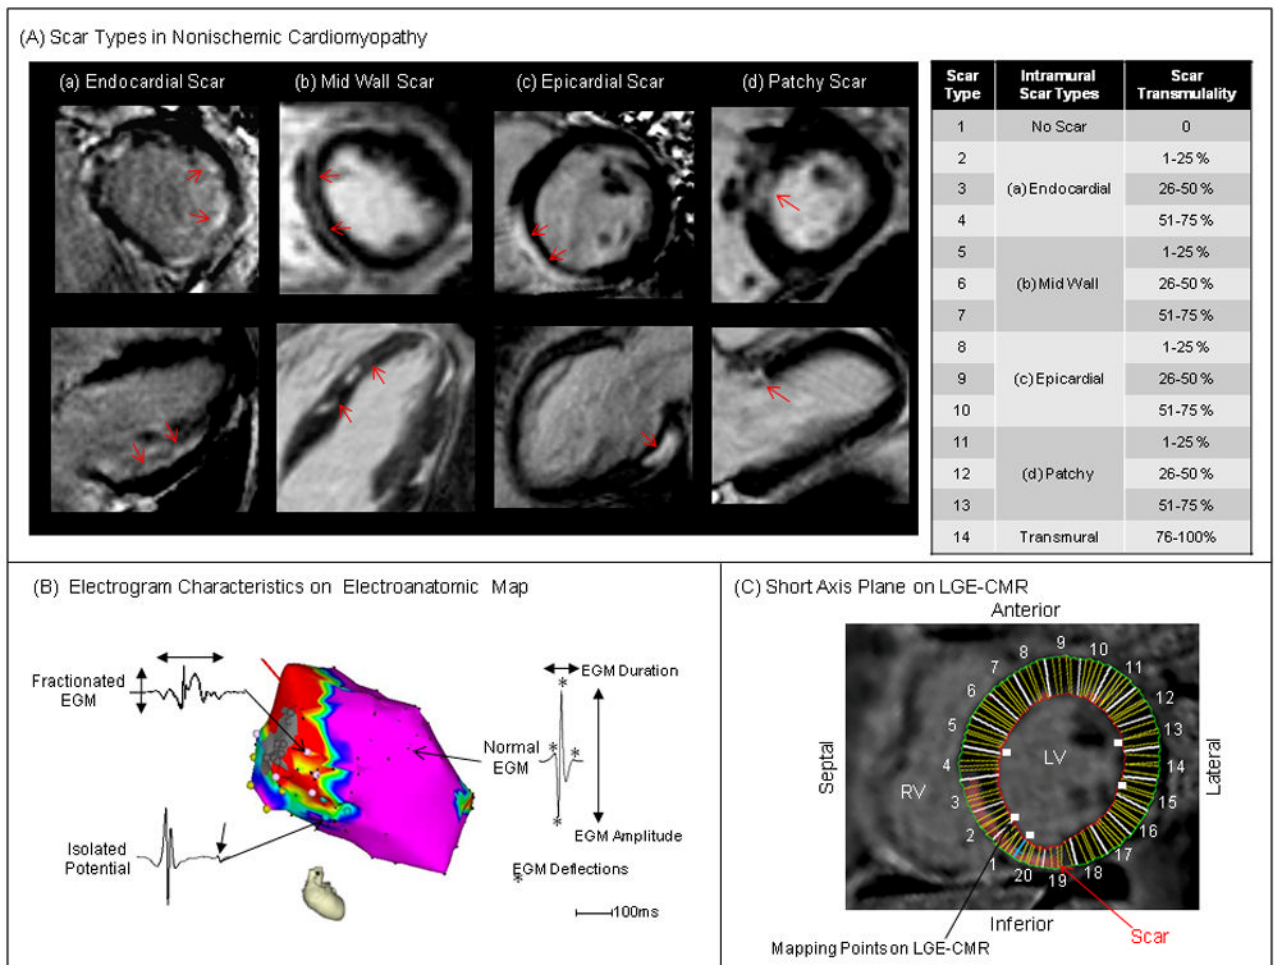 (A) Scar Types in Nonischemic Cardiomyopathy
(a) Endocardial Scar
(b) Mid Wall Scar
(c) Epicardial Scar
(d) Patchy Scar
Scar Type Intramural Scar Types Scar Transmulality
1 No Scar 0
2 1-25 %
3 (a) Endocardial 26-50 %
4 51-75 %
5 1-25 %
6 (b) Mid Wall 26-50 %
7 51-75 %
8 1-25 %
9 (c) Epicardial 26-50 %
10 51-75 %
11 1-25 %
12 (d) Patchy 26-50 %
13 51-75 %
14 Transmural 76-100%
(B) Electrogram Characteristics on Electroanatomic Map
Fractionated
EGM
Isolated
Potential
Normal
EGM
EGM Duration
*
*
*
*
EGM Amplitude
EGM Deflections
*
100ms
(C) Short Axis Plane on LGE-CMR
Anterior
Septal
Lateral
Inferior
RV
LV
1
2
3
4
5
6
7
8
9
10
11
12
13
14
15
16
17
18
19
20
Mapping Points on LGE-CMR
Scar